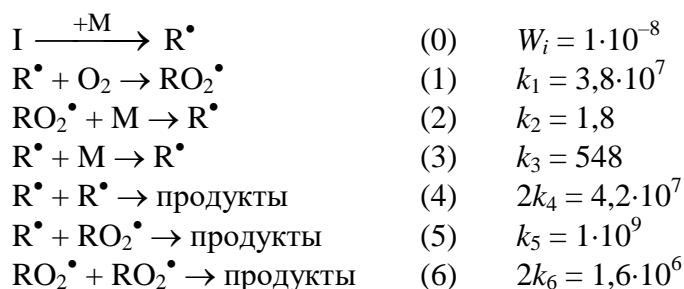 I —+M→ R• (0) Wᵢ = 1·10⁻⁸
R• + O₂ → RO₂• (1) k₁ = 3,8·10⁷
RO₂• + M → R• (2) k₂ = 1,8
R• + M → R• (3) k₃ = 548
R• + R• → продукты (4) 2k₄ = 4,2·10⁷
R• + RO₂• → продукты (5) k₅ = 1·10⁹
RO₂• + RO₂• → продукты (6) 2k₆ = 1,6·10⁶